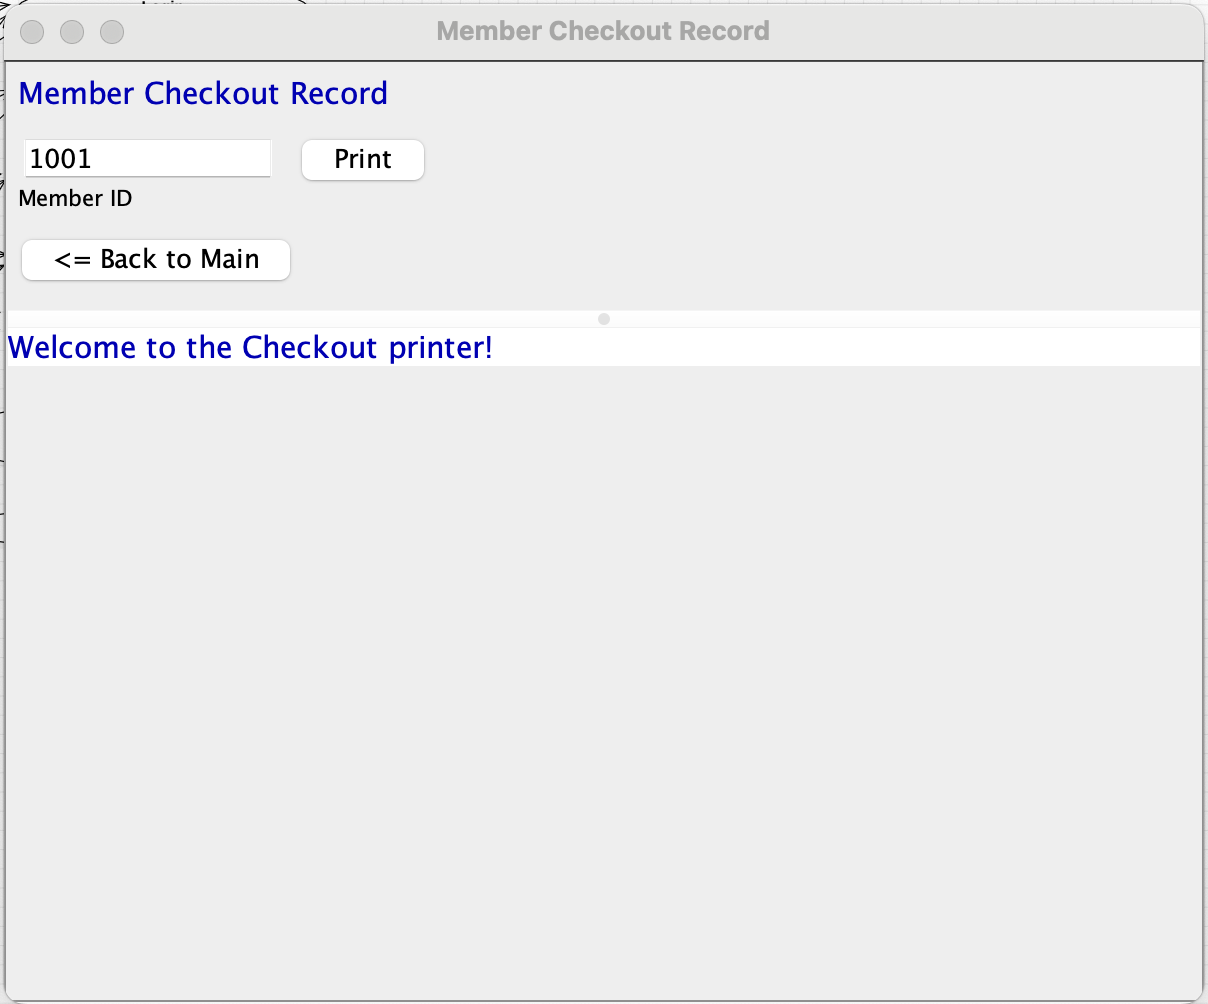 Member Checkout Record
Member Checkout Record
1001
Print
Member ID
<= Back to Main
Welcome to the Checkout printer!